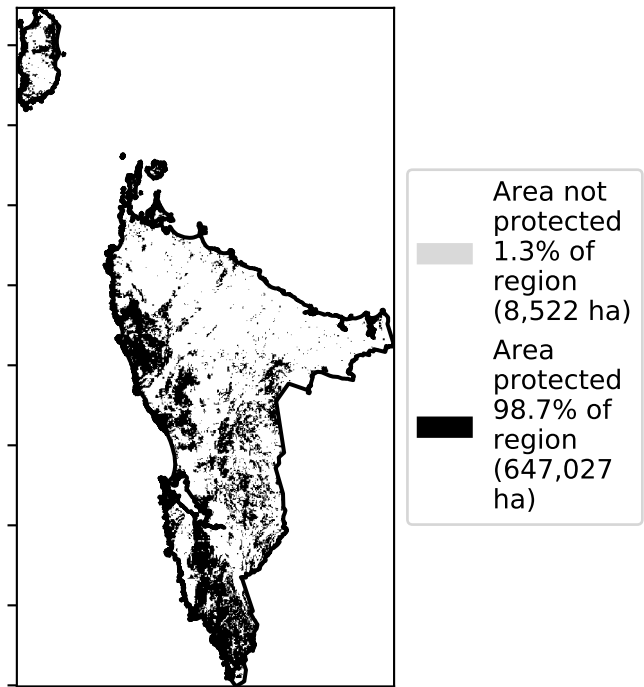 Area not
protected
1.3% of
region
(8,522 ha)
Area
protected
98.7% of
region
(647,027
ha)